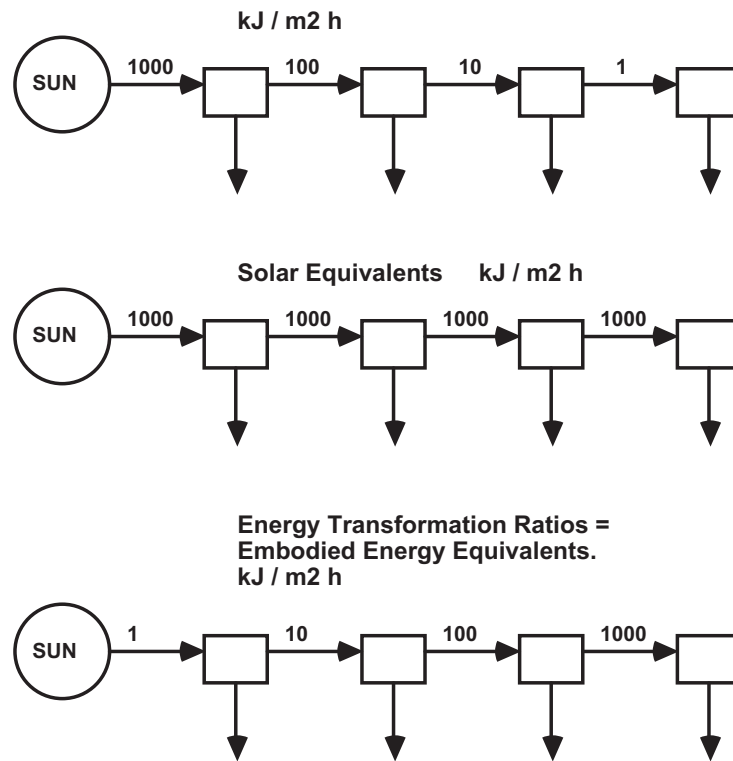 kJ / m2 h
SUN 1000 100 10 1
Solar Equivalents kJ / m2 h
SUN 1000 1000 1000 1000
Energy Transformation Ratios =
Embodied Energy Equivalents.
kJ / m2 h
SUN 1 10 100 1000